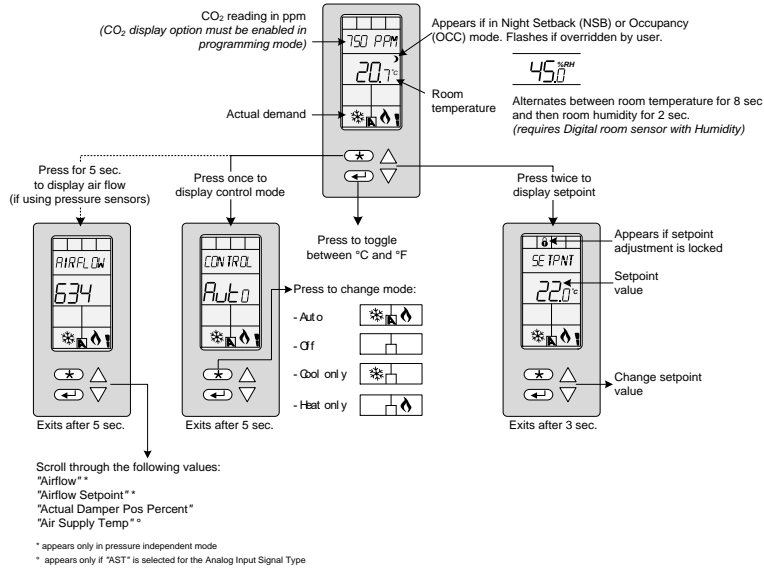 CO₂ reading in ppm
(CO₂ display option must be enabled in
programming mode)
750 PPM
20.7°C
Actual demand
A
Appears if in Night Setback (NSB) or Occupancy
(OCC) mode. Flashes if overridden by user.
45.0 %RH
Room
temperature
Alternates between room temperature for 8 sec
and then room humidity for 2 sec.
(requires Digital room sensor with Humidity)
Press for 5 sec.
to display air flow
(if using pressure sensors)
Press once to
display control mode
Press twice to
display setpoint
Press to toggle
between °C and °F
AIRFLOW
634
A
Exits after 5 sec.
CONTROL
Auto
A
Exits after 5 sec.
Press to change mode:
- Auto
A
- Off
- Cool only
- Heat only
SETPNT
22.0°C
A
Exits after 3 sec.
Appears if setpoint
adjustment is locked
Setpoint
value
Change setpoint
value
Scroll through the following values:
"Airflow" *
"Airflow Setpoint" *
"Actual Damper Pos Percent"
"Air Supply Temp" °
* appears only in pressure independent mode
° appears only if "AST" is selected for the Analog Input Signal Type